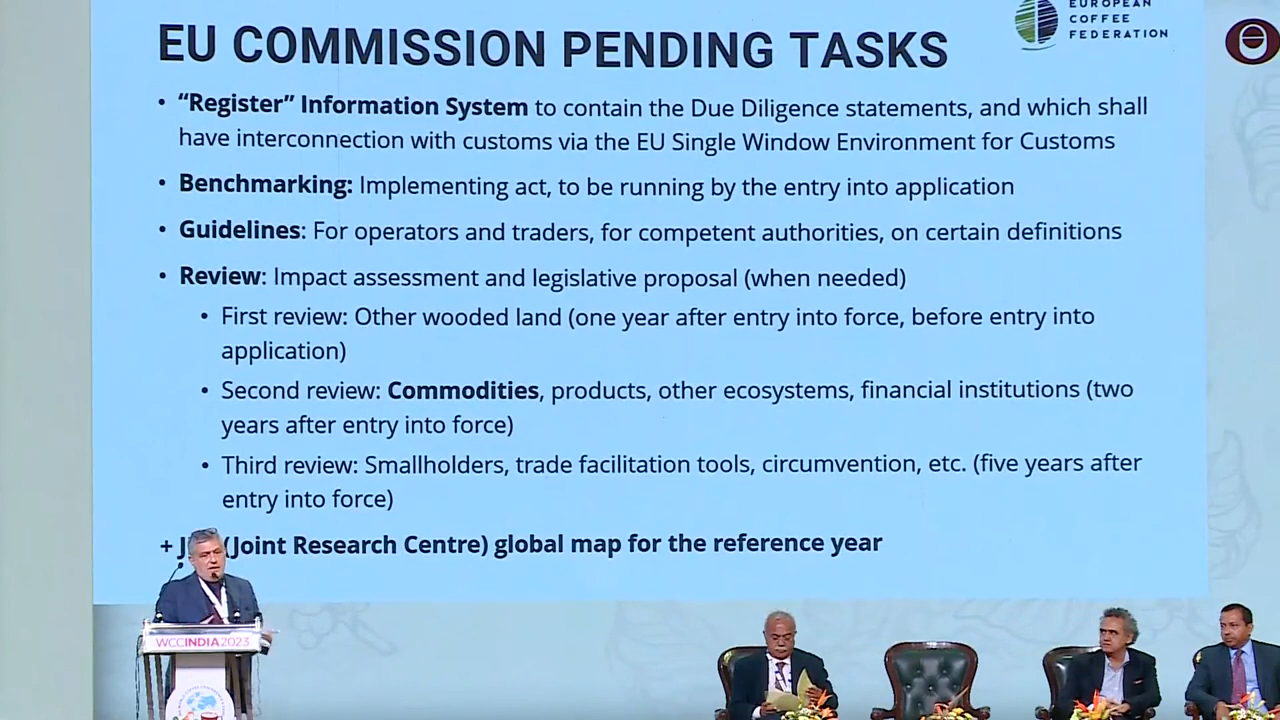 EUROPEAN
COFFEE
FEDERATION
EU COMMISSION PENDING TASKS
• “Register” Information System to contain the Due Diligence statements, and which shall
have interconnection with customs via the EU Single Window Environment for Customs
• Benchmarking: Implementing act, to be running by the entry into application
• Guidelines: For operators and traders, for competent authorities, on certain definitions
• Review: Impact assessment and legislative proposal (when needed)
• First review: Other wooded land (one year after entry into force, before entry into
application)
• Second review: Commodities, products, other ecosystems, financial institutions (two
years after entry into force)
• Third review: Smallholders, trade facilitation tools, circumvention, etc. (five years after
entry into force)
+ (Joint Research Centre) global map for the reference year
WCCINDIA2023